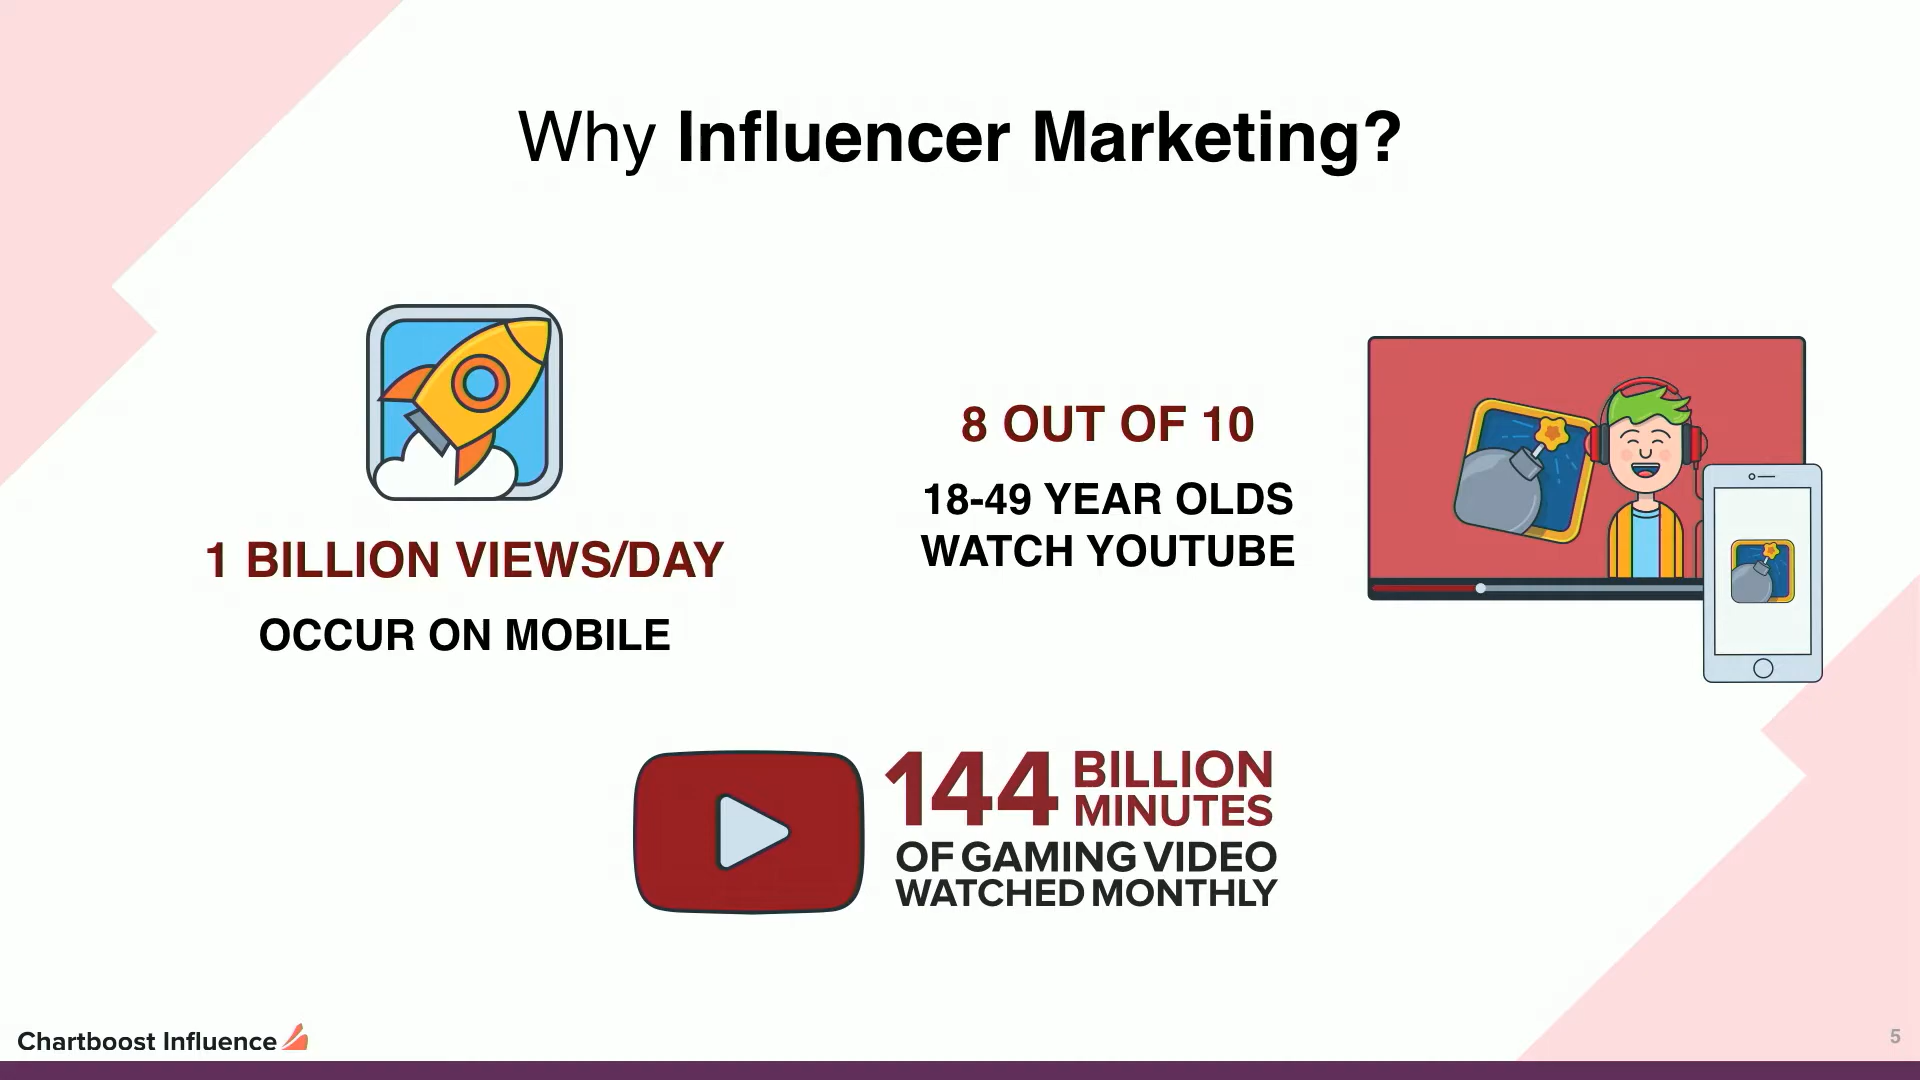 Why Influencer Marketing?
1 BILLION VIEWS/DAY
OCCUR ON MOBILE
8 OUT OF 10
18-49 YEAR OLDS
WATCH YOUTUBE
144 BILLION
MINUTES
OF GAMING VIDEO
WATCHED MONTHLY
Chartboost Influence
5